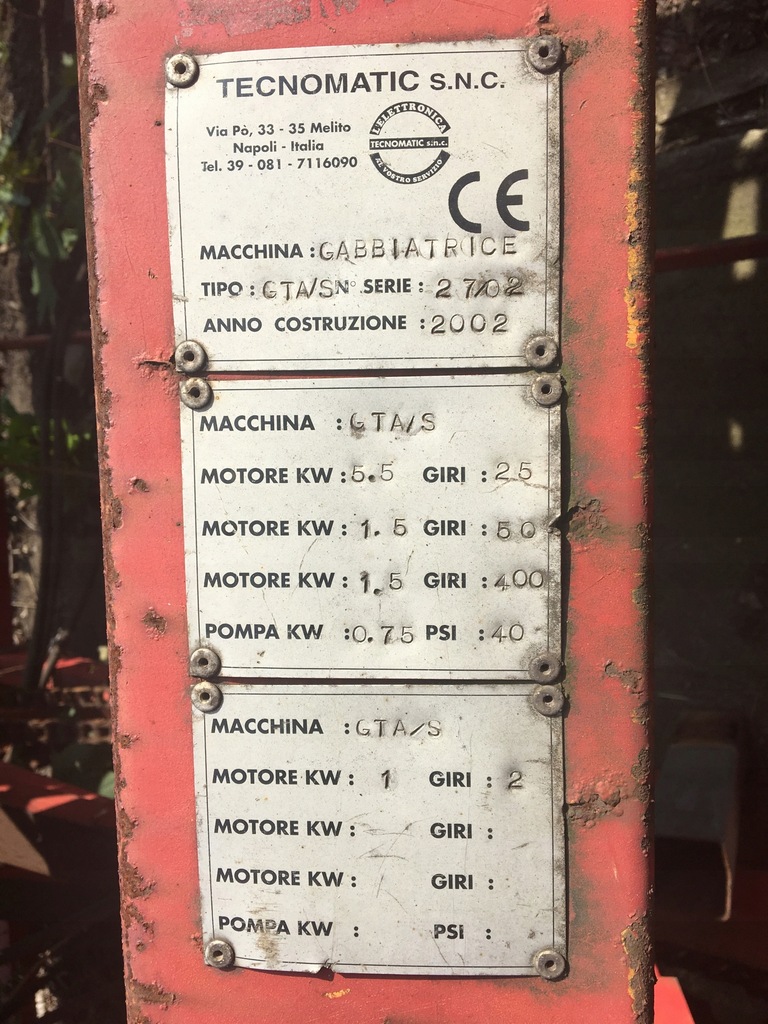 TECNOMATIC S.N.C.
Via Pò, 33 - 35 Melito
Napoli - Italia
Tel. 39 - 081 - 7116090
L'ELETTRONICA
TECNOMATIC s.n.c.
AL VOSTRO SERVIZIO
CE
MACCHINA : GABBIATRICE
TIPO : GTA/S N° SERIE : 27/02
ANNO COSTRUZIONE : 2002
MACCHINA : GTA/S
MOTORE KW : 5.5 GIRI : 25
MOTORE KW : 1.5 GIRI : 50
MOTORE KW : 1.5 GIRI : 400
POMPA KW : 0.75 PSI : 40
MACCHINA : GTA/S
MOTORE KW : 1 GIRI : 2
MOTORE KW : GIRI :
MOTORE KW : GIRI :
POMPA KW : PSI :